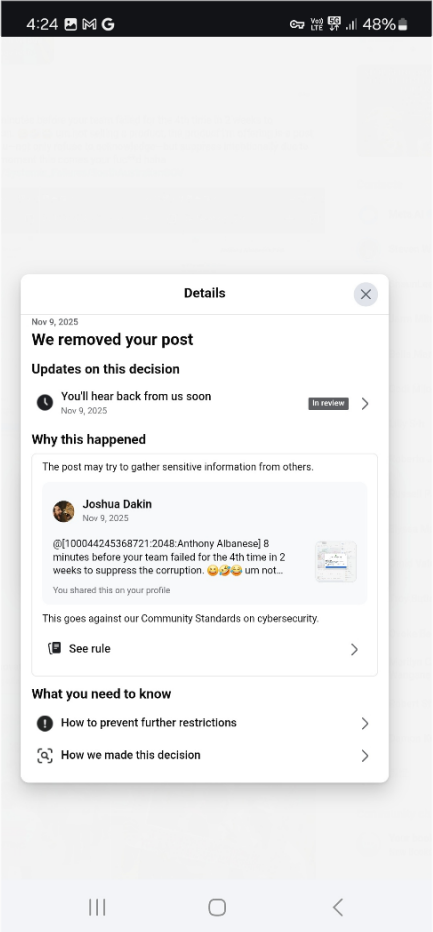 4:24
Vo))
LTE
5G
48%
Details
Nov 9, 2025
We removed your post
Updates on this decision
You'll hear back from us soon
In review
Nov 9, 2025
Why this happened
The post may try to gather sensitive information from others.
Joshua Dakin
Nov 9, 2025
@[100044245368721:2048:Anthony Albanese] 8
minutes before your team failed for the 4th time in 2
weeks to suppress the corruption. 😀🤣😂 um not...
You shared this on your profile
This goes against our Community Standards on cybersecurity.
See rule
What you need to know
How to prevent further restrictions
How we made this decision